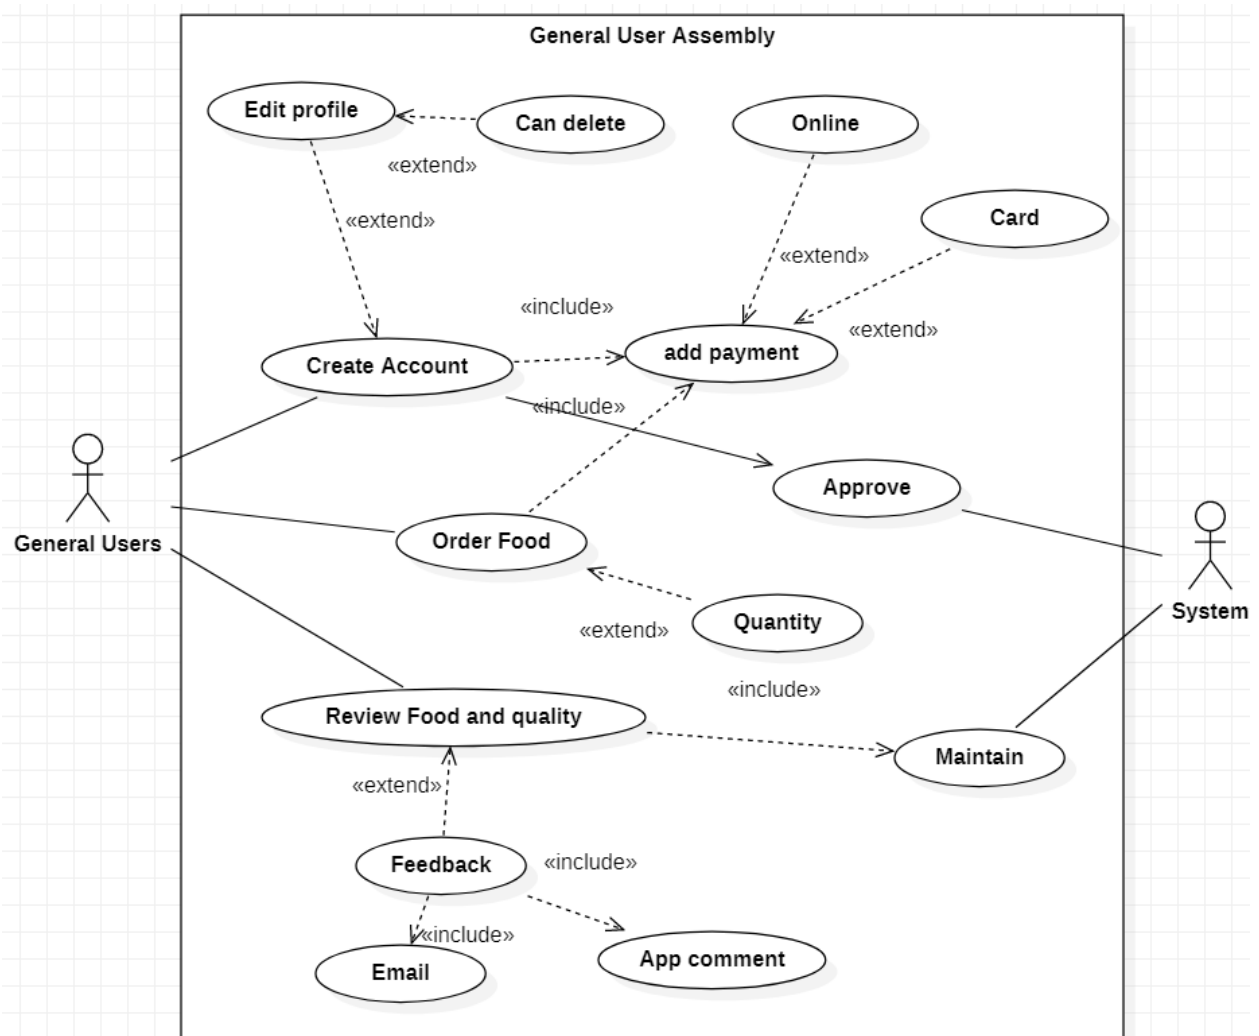 General User Assembly
Edit profile
Can delete
Online
«extend»
Card
«extend»
«extend»
«include»
«extend»
Create Account
add payment
«include»
Approve
General Users
Order Food
System
Quantity
«extend»
«include»
Review Food and quality
Maintain
«extend»
Feedback
«include»
«include»
Email
App comment